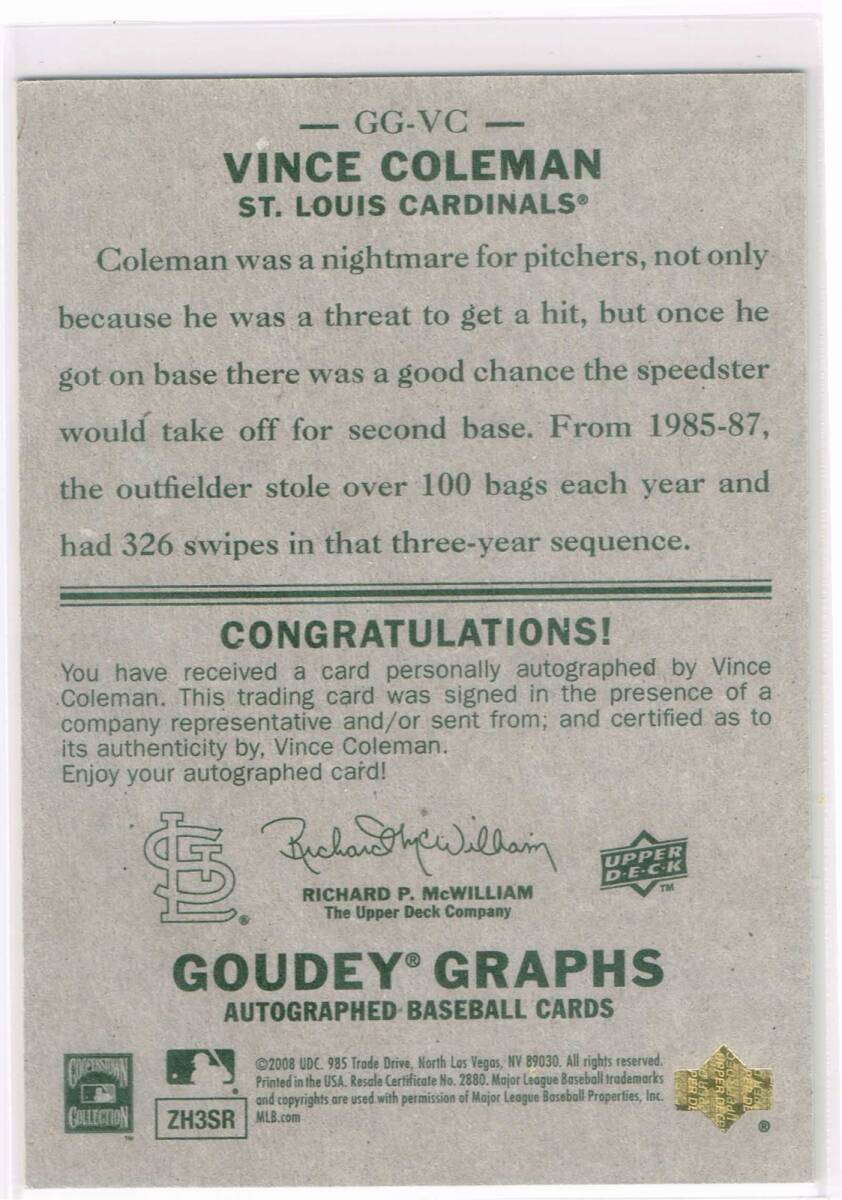 — GG-VC —
VINCE COLEMAN
ST. LOUIS CARDINALS®
Coleman was a nightmare for pitchers, not only
because he was a threat to get a hit, but once he
got on base there was a good chance the speedster
would take off for second base. From 1985-87,
the outfielder stole over 100 bags each year and
had 326 swipes in that three-year sequence.
CONGRATULATIONS!
You have received a card personally autographed by Vince
Coleman. This trading card was signed in the presence of a
company representative and/or sent from; and certified as to
its authenticity by, Vince Coleman.
Enjoy your autographed card!
STL ®
Richard McWilliam
UPPER
D·E·C·K
TM
RICHARD P. McWILLIAM
The Upper Deck Company
GOUDEY® GRAPHS
AUTOGRAPHED BASEBALL CARDS
COOPERSTOWN
COLLECTION
TM
ZH3SR
©2008 UDC. 985 Trade Drive, North Las Vegas, NV 89030. All rights reserved.
Printed in the USA. Resale Certificate No. 2880. Major League Baseball trademarks
and copyrights are used with permission of Major League Baseball Properties, Inc.
MLB.com
®